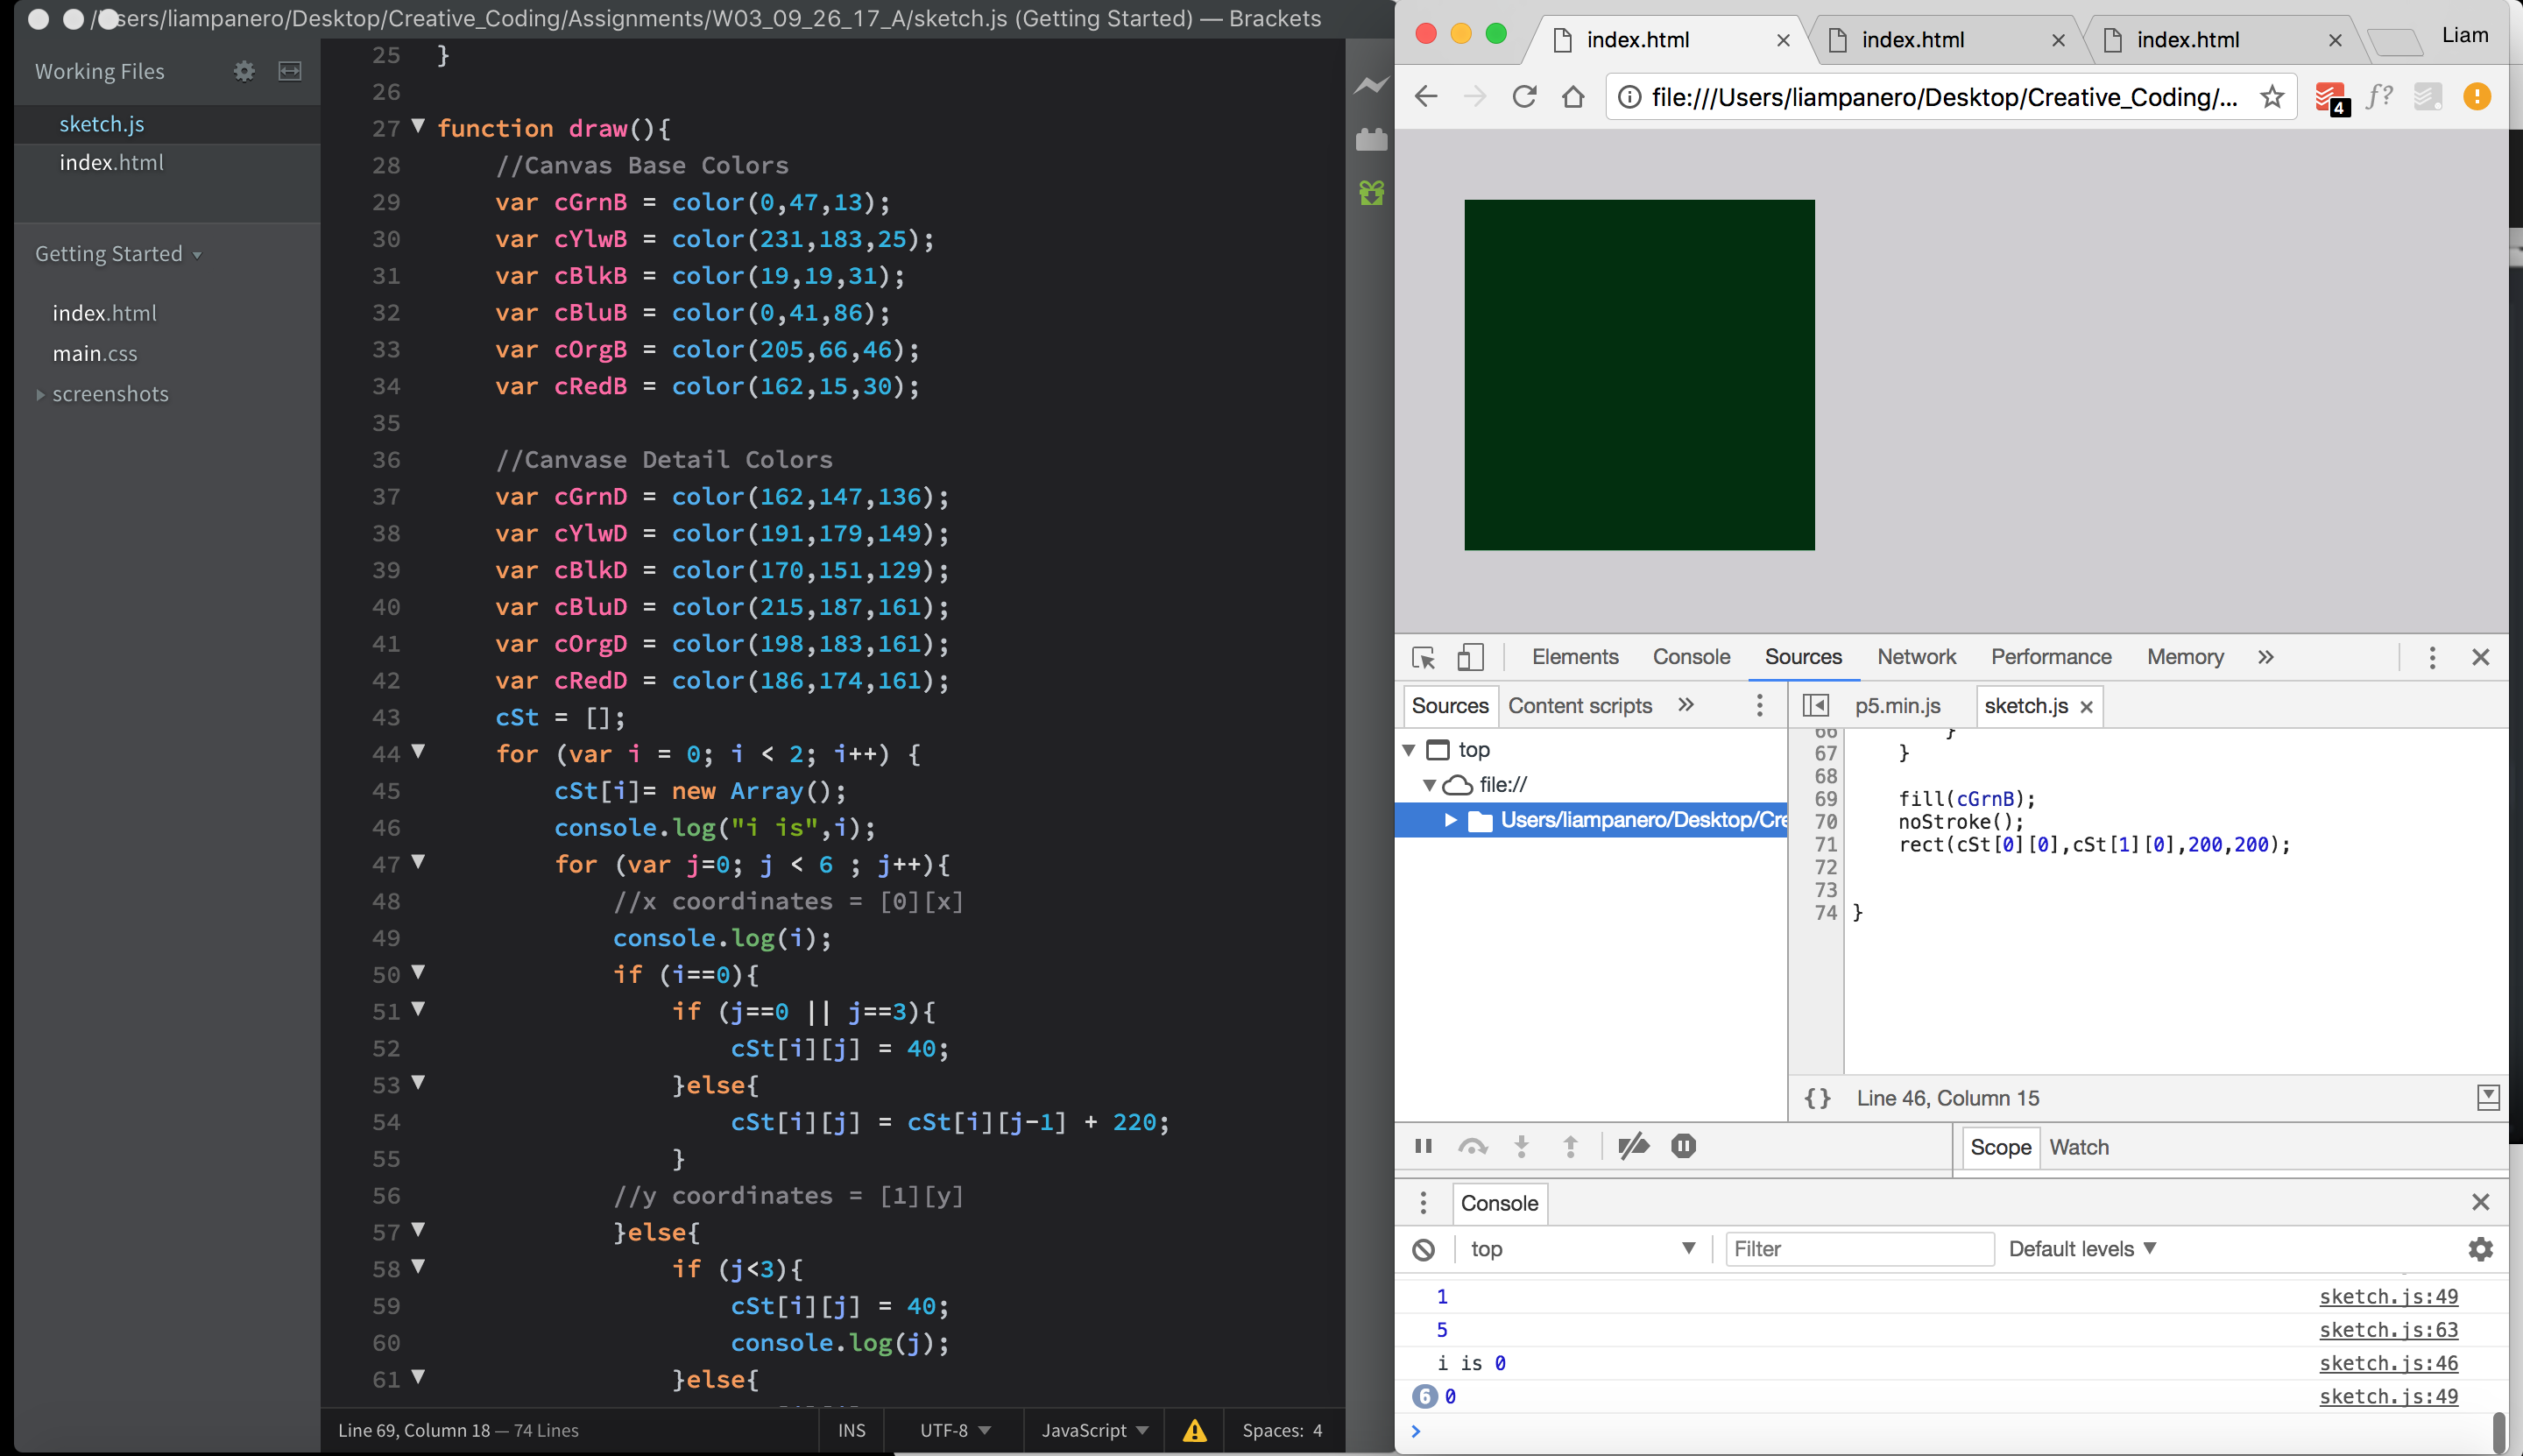 /Users/liampanero/Desktop/Creative_Coding/Assignments/W03_09_26_17_A/sketch.js (Getting Started) — Brackets
Working Files
sketch.js
index.html
Getting Started
index.html
main.css
screenshots
25 }
26
27 function draw(){
28 //Canvas Base Colors
29 var cGrnB = color(0,47,13);
30 var cYlwB = color(231,183,25);
31 var cBlkB = color(19,19,31);
32 var cBluB = color(0,41,86);
33 var cOrgB = color(205,66,46);
34 var cRedB = color(162,15,30);
35
36 //Canvase Detail Colors
37 var cGrnD = color(162,147,136);
38 var cYlwD = color(191,179,149);
39 var cBlkD = color(170,151,129);
40 var cBluD = color(215,187,161);
41 var cOrgD = color(198,183,161);
42 var cRedD = color(186,174,161);
43 cSt = [];
44 for (var i = 0; i < 2; i++) {
45 cSt[i]= new Array();
46 console.log("i is",i);
47 for (var j=0; j < 6 ; j++){
48 //x coordinates = [0][x]
49 console.log(i);
50 if (i==0){
51 if (j==0 || j==3){
52 cSt[i][j] = 40;
53 }else{
54 cSt[i][j] = cSt[i][j-1] + 220;
55 }
56 //y coordinates = [1][y]
57 }else{
58 if (j<3){
59 cSt[i][j] = 40;
60 console.log(j);
61 }else{
Line 69, Column 18 — 74 Lines
INS
UTF-8
JavaScript
Spaces: 4
index.html
index.html
index.html
Liam
file:///Users/liampanero/Desktop/Creative_Coding/...
4
f?
Elements Console Sources Network Performance Memory »
Sources Content scripts »
p5.min.js sketch.js
top
file://
Users/liampanero/Desktop/Cre
66 }
67 }
68
69 fill(cGrnB);
70 noStroke();
71 rect(cSt[0][0],cSt[1][0],200,200);
72
73
74 }
{} Line 46, Column 15
Scope Watch
Console
top
Filter
Default levels
1 sketch.js:49
5 sketch.js:63
i is 0 sketch.js:46
6 0 sketch.js:49
>